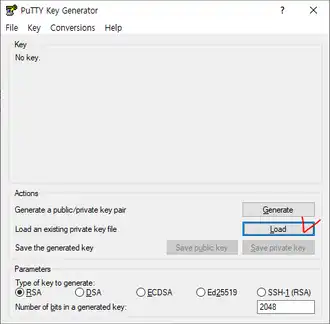 PuTTY Key Generator
File Key Conversions Help
Key
No key.
Actions
Generate a public/private key pair Generate
Load an existing private key file Load
Save the generated key Save public key Save private key
Parameters
Type of key to generate:
RSA DSA ECDSA Ed25519 SSH-1 (RSA)
Number of bits in a generated key: 2048